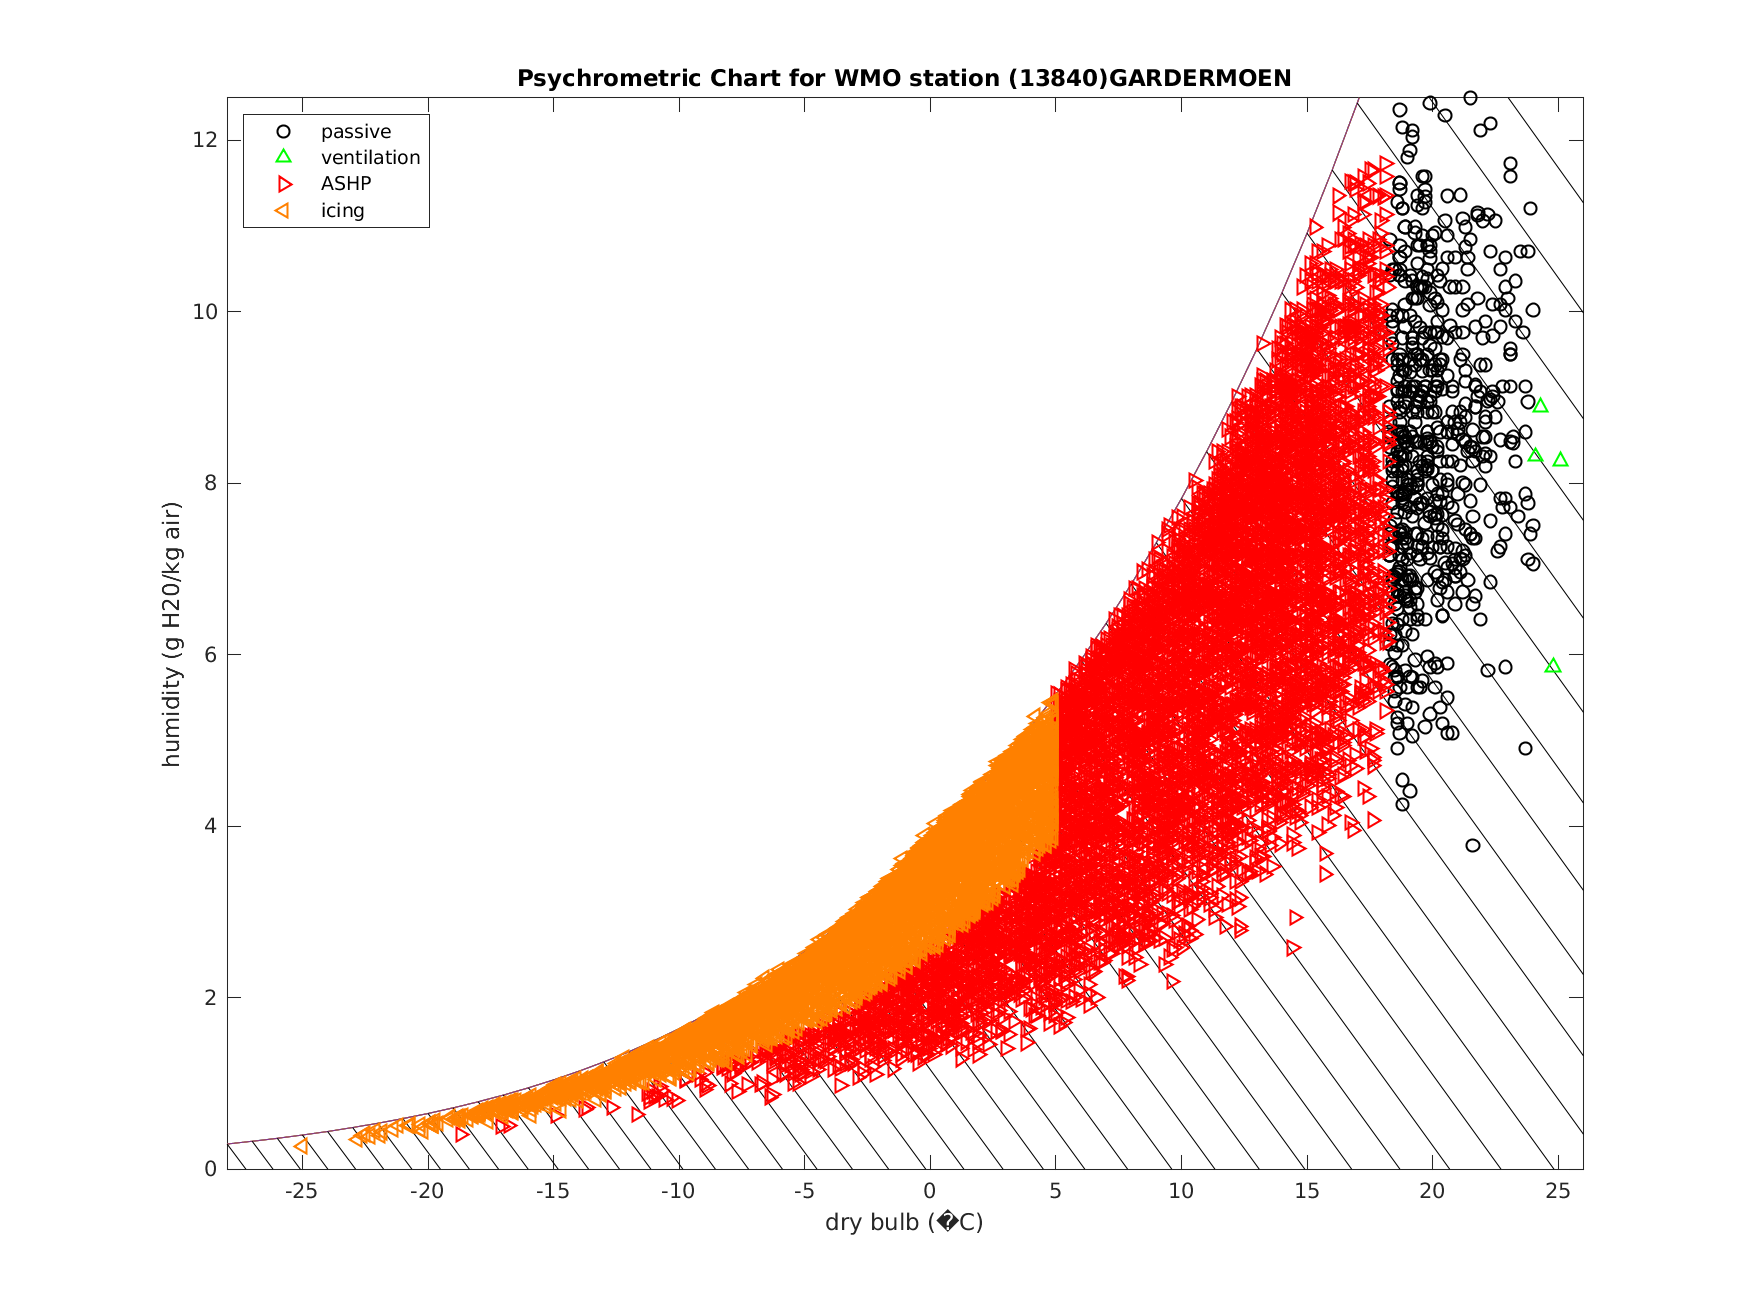 Psychrometric Chart for WMO station (13840)GARDERMOEN
passive
ventilation
ASHP
icing
humidity (g H20/kg air)
12
10
8
6
4
2
0
-25 -20 -15 -10 -5 0 5 10 15 20 25
dry bulb (�C)